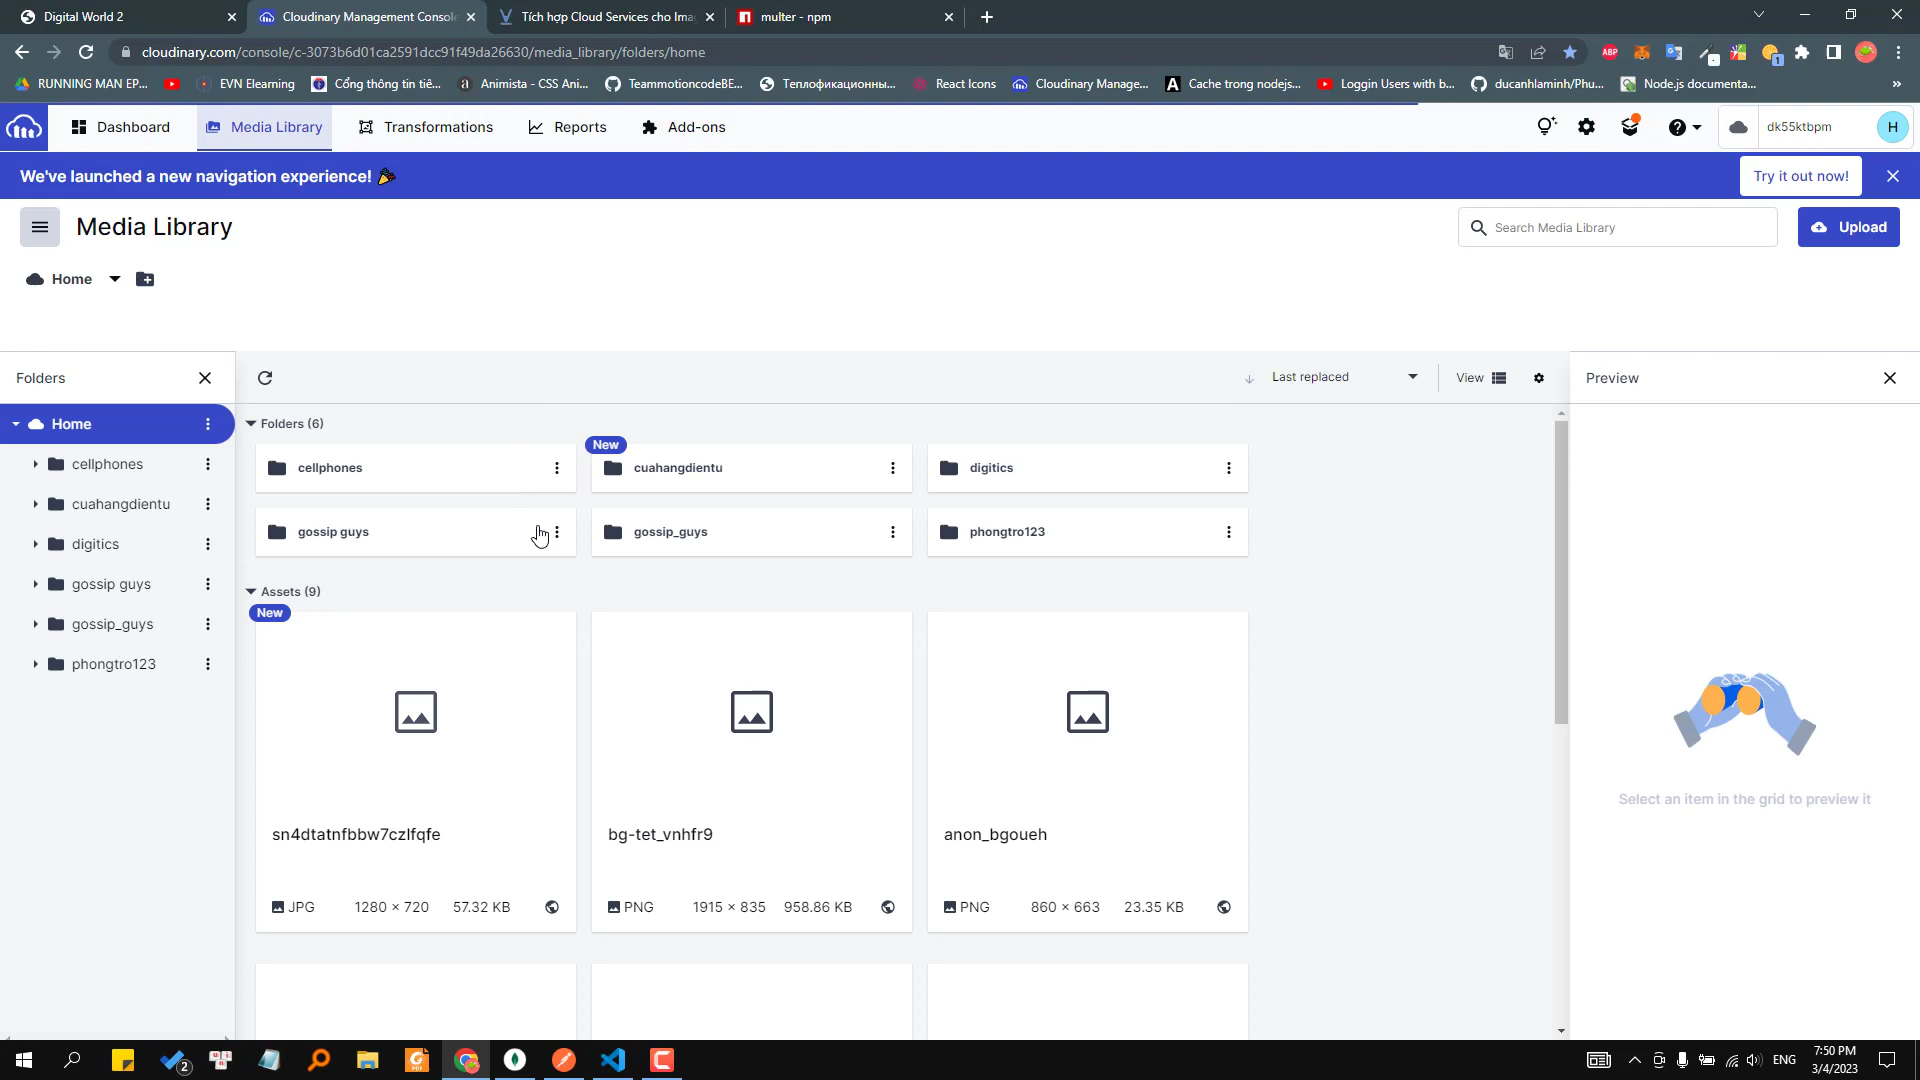 Digital World 2
Cloudinary Management Console
Tích hợp Cloud Services cho Ima
multer - npm
cloudinary.com/console/c-3073b6d01ca2591dcc91f49da26630/media_library/folders/home
ABP
1
RUNNING MAN EP...
EVN Elearning
Cổng thông tin tiê...
Animista - CSS Ani...
TeammotioncodeBE...
Теплофикационны...
React Icons
Cloudinary Manage...
Cache trong nodejs...
Loggin Users with b...
ducanhlaminh/Phu...
Node.js documenta...
»
Dashboard
Media Library
Transformations
Reports
Add-ons
dk55ktbpm
H
We've launched a new navigation experience!
Try it out now!
Media Library
Search Media Library
Upload
Home
Folders
Last replaced
View
Preview
Home
cellphones
cuahangdientu
digitics
gossip guys
gossip_guys
phongtro123
Folders (6)
New
cellphones
cuahangdientu
digitics
gossip guys
gossip_guys
phongtro123
Assets (9)
New
sn4dtatnfbbw7czlfqfe
bg-tet_vnhfr9
anon_bgoueh
JPG 1280 × 720 57.32 KB
PNG 1915 × 835 958.86 KB
PNG 860 × 663 23.35 KB
Select an item in the grid to preview it
2
ENG
7:50 PM
3/4/2023